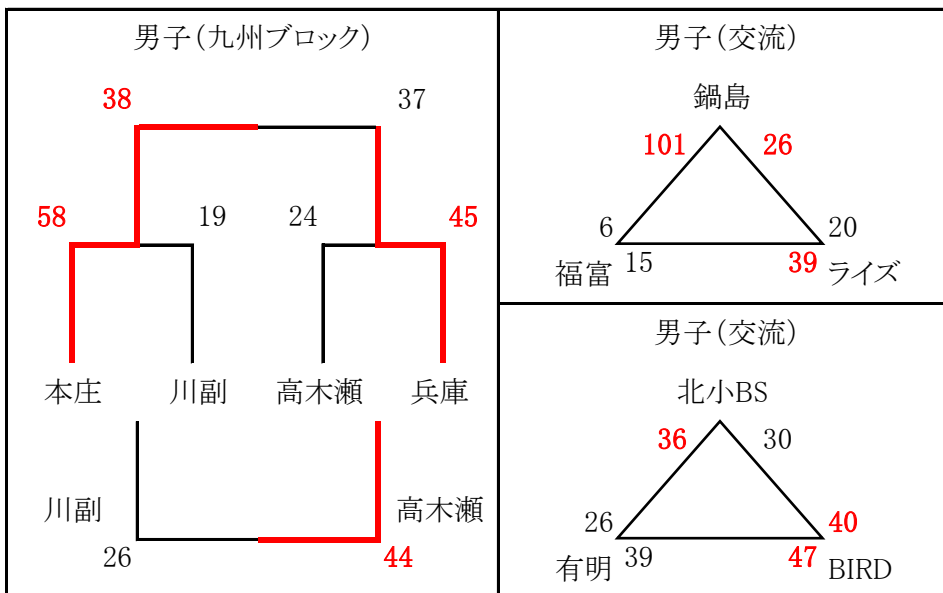 男子(九州ブロック)
38 37
58 19 24 45
本庄 川副 高木瀬 兵庫
川副 高木瀬
26 44
男子(交流)
鍋島
101 26
6 20
福富 15 39 ライズ
男子(交流)
北小BS
36 30
26 40
有明 39 47 BIRD